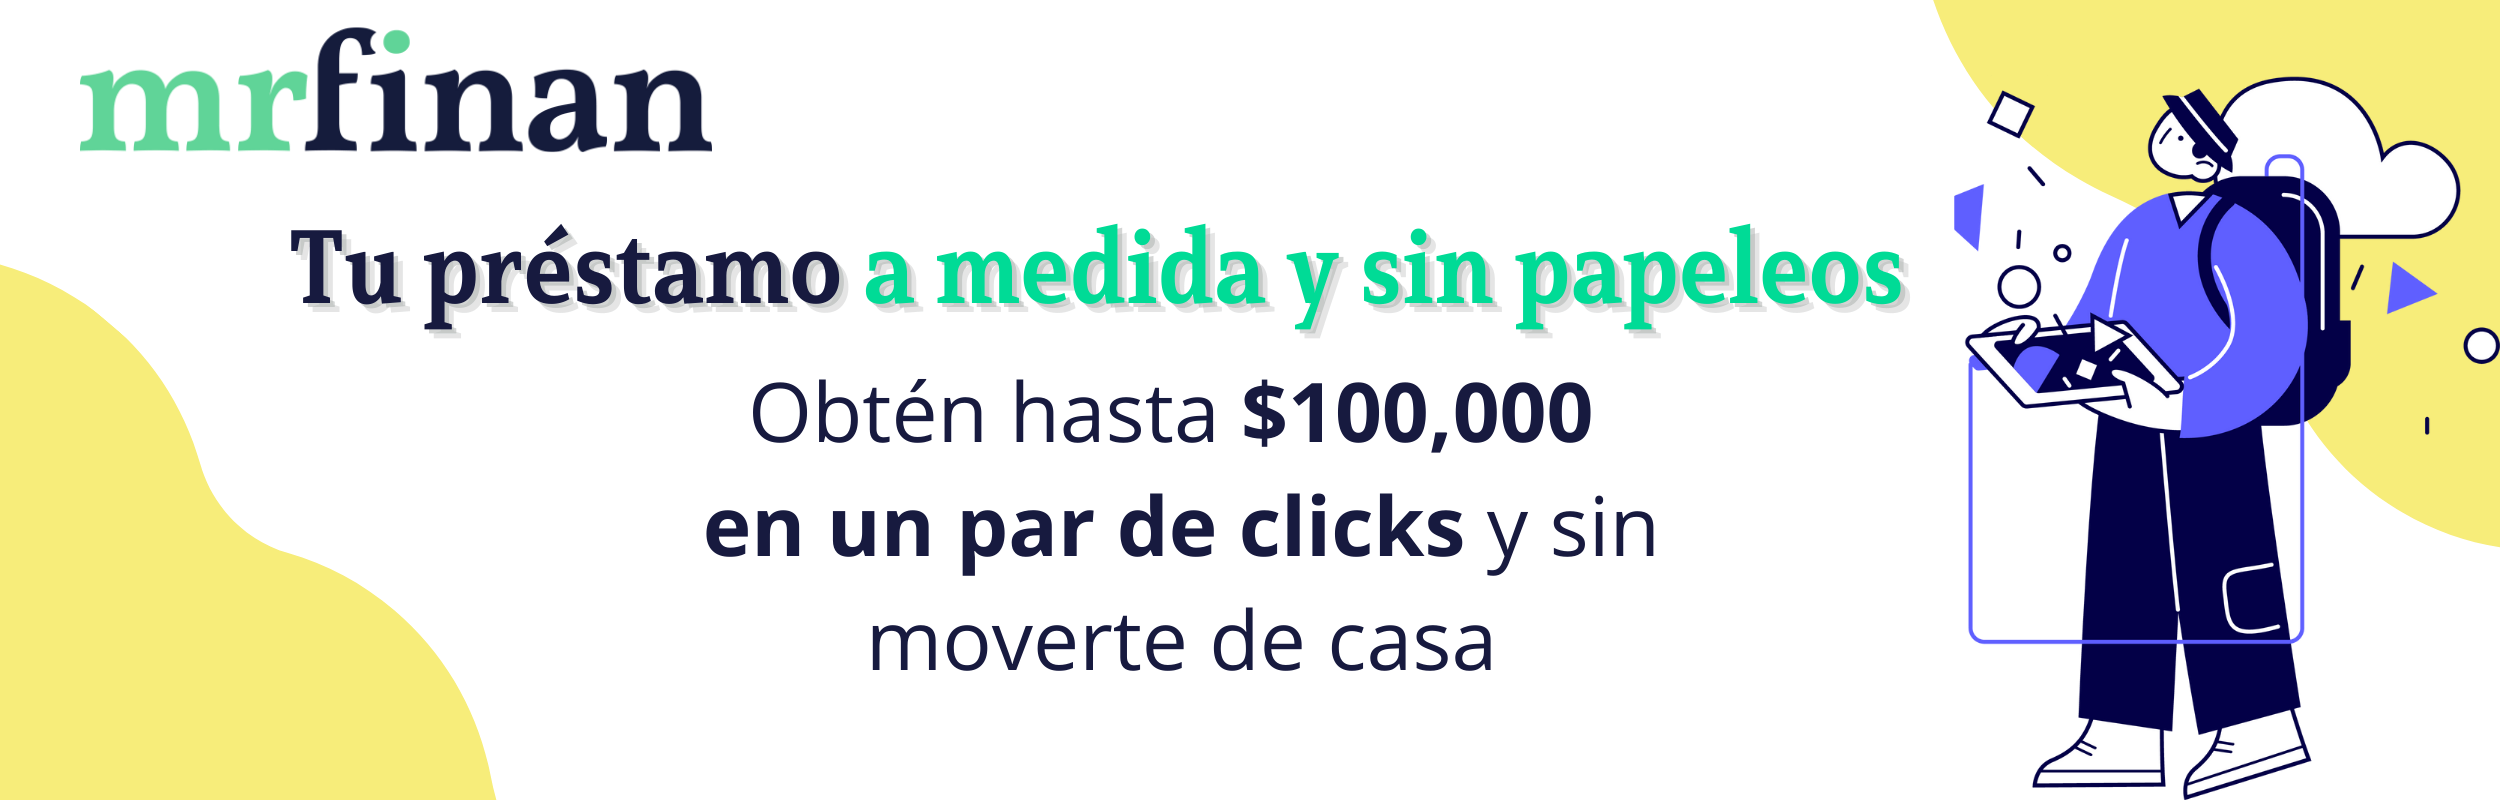 mrfinan
Tu préstamo a medida y sin papeleos
Obtén hasta $100,000
en un par de clicks y sin
moverte de casa